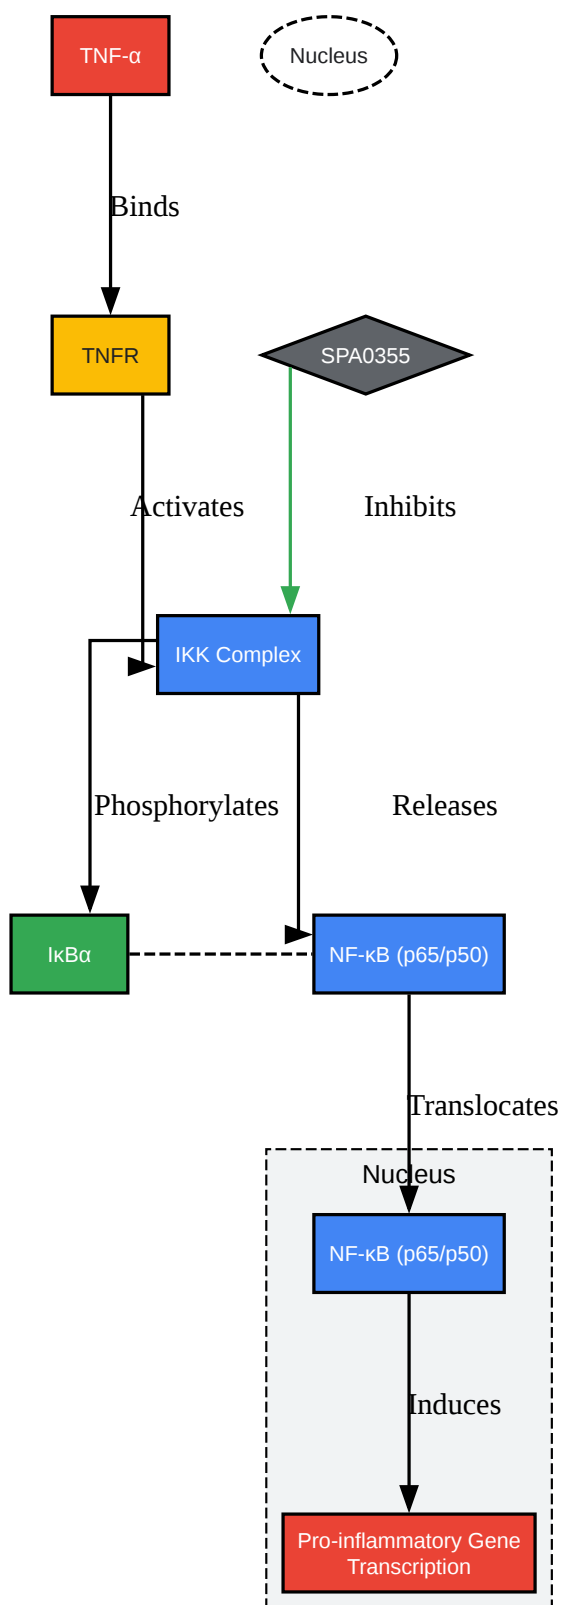 TNF-α
Nucleus
Binds
TNFR
SPA0355
Activates
Inhibits
IKK Complex
Phosphorylates
Releases
IκBα
NF-κB (p65/p50)
Translocates
Nucleus
NF-κB (p65/p50)
Induces
Pro-inflammatory Gene
Transcription